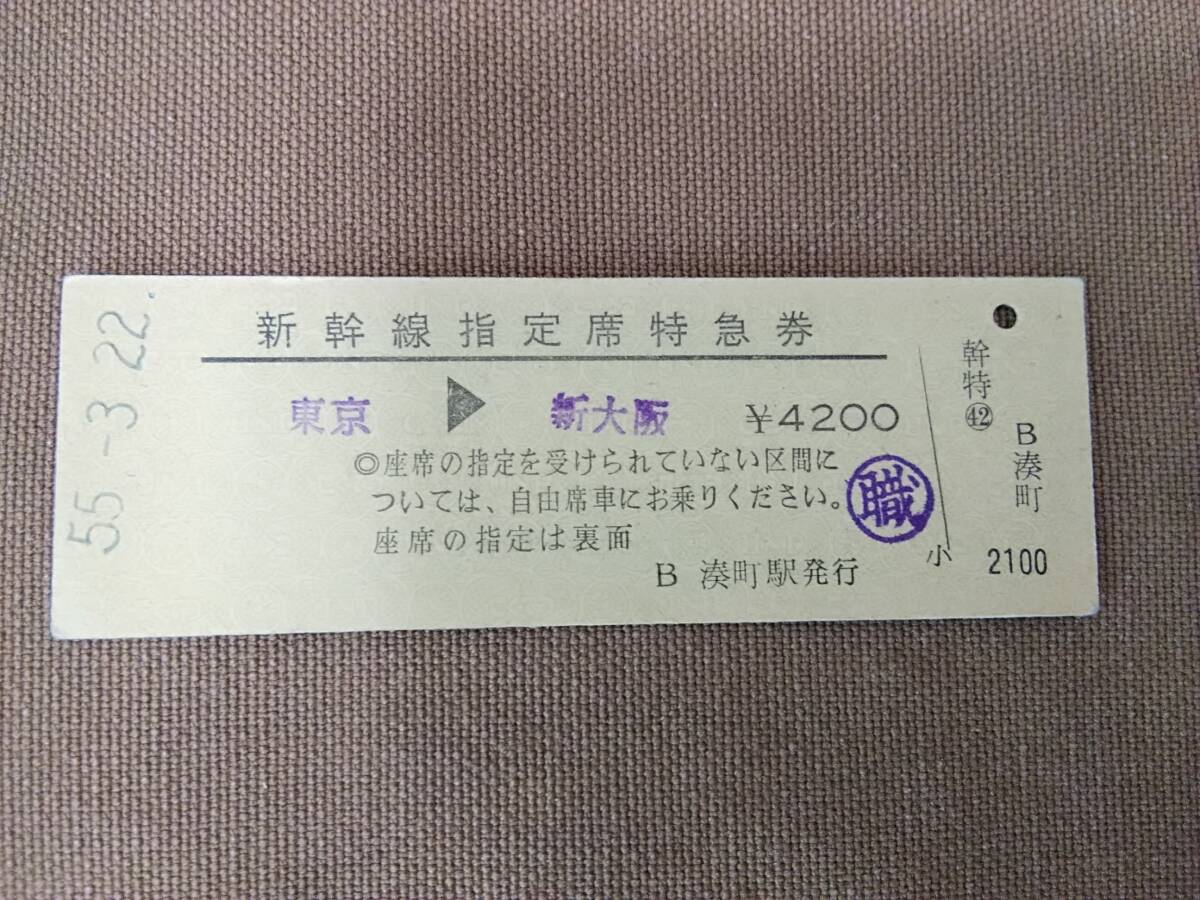 55.-3.22.
新幹線指定席特急券
東京 ▶ 新大阪 ￥4200
◎座席の指定を受けられていない区間に
ついては、自由席車にお乗りください。
座席の指定は裏面
職
B 湊町駅発行
小
幹特㊷
B湊町
2100